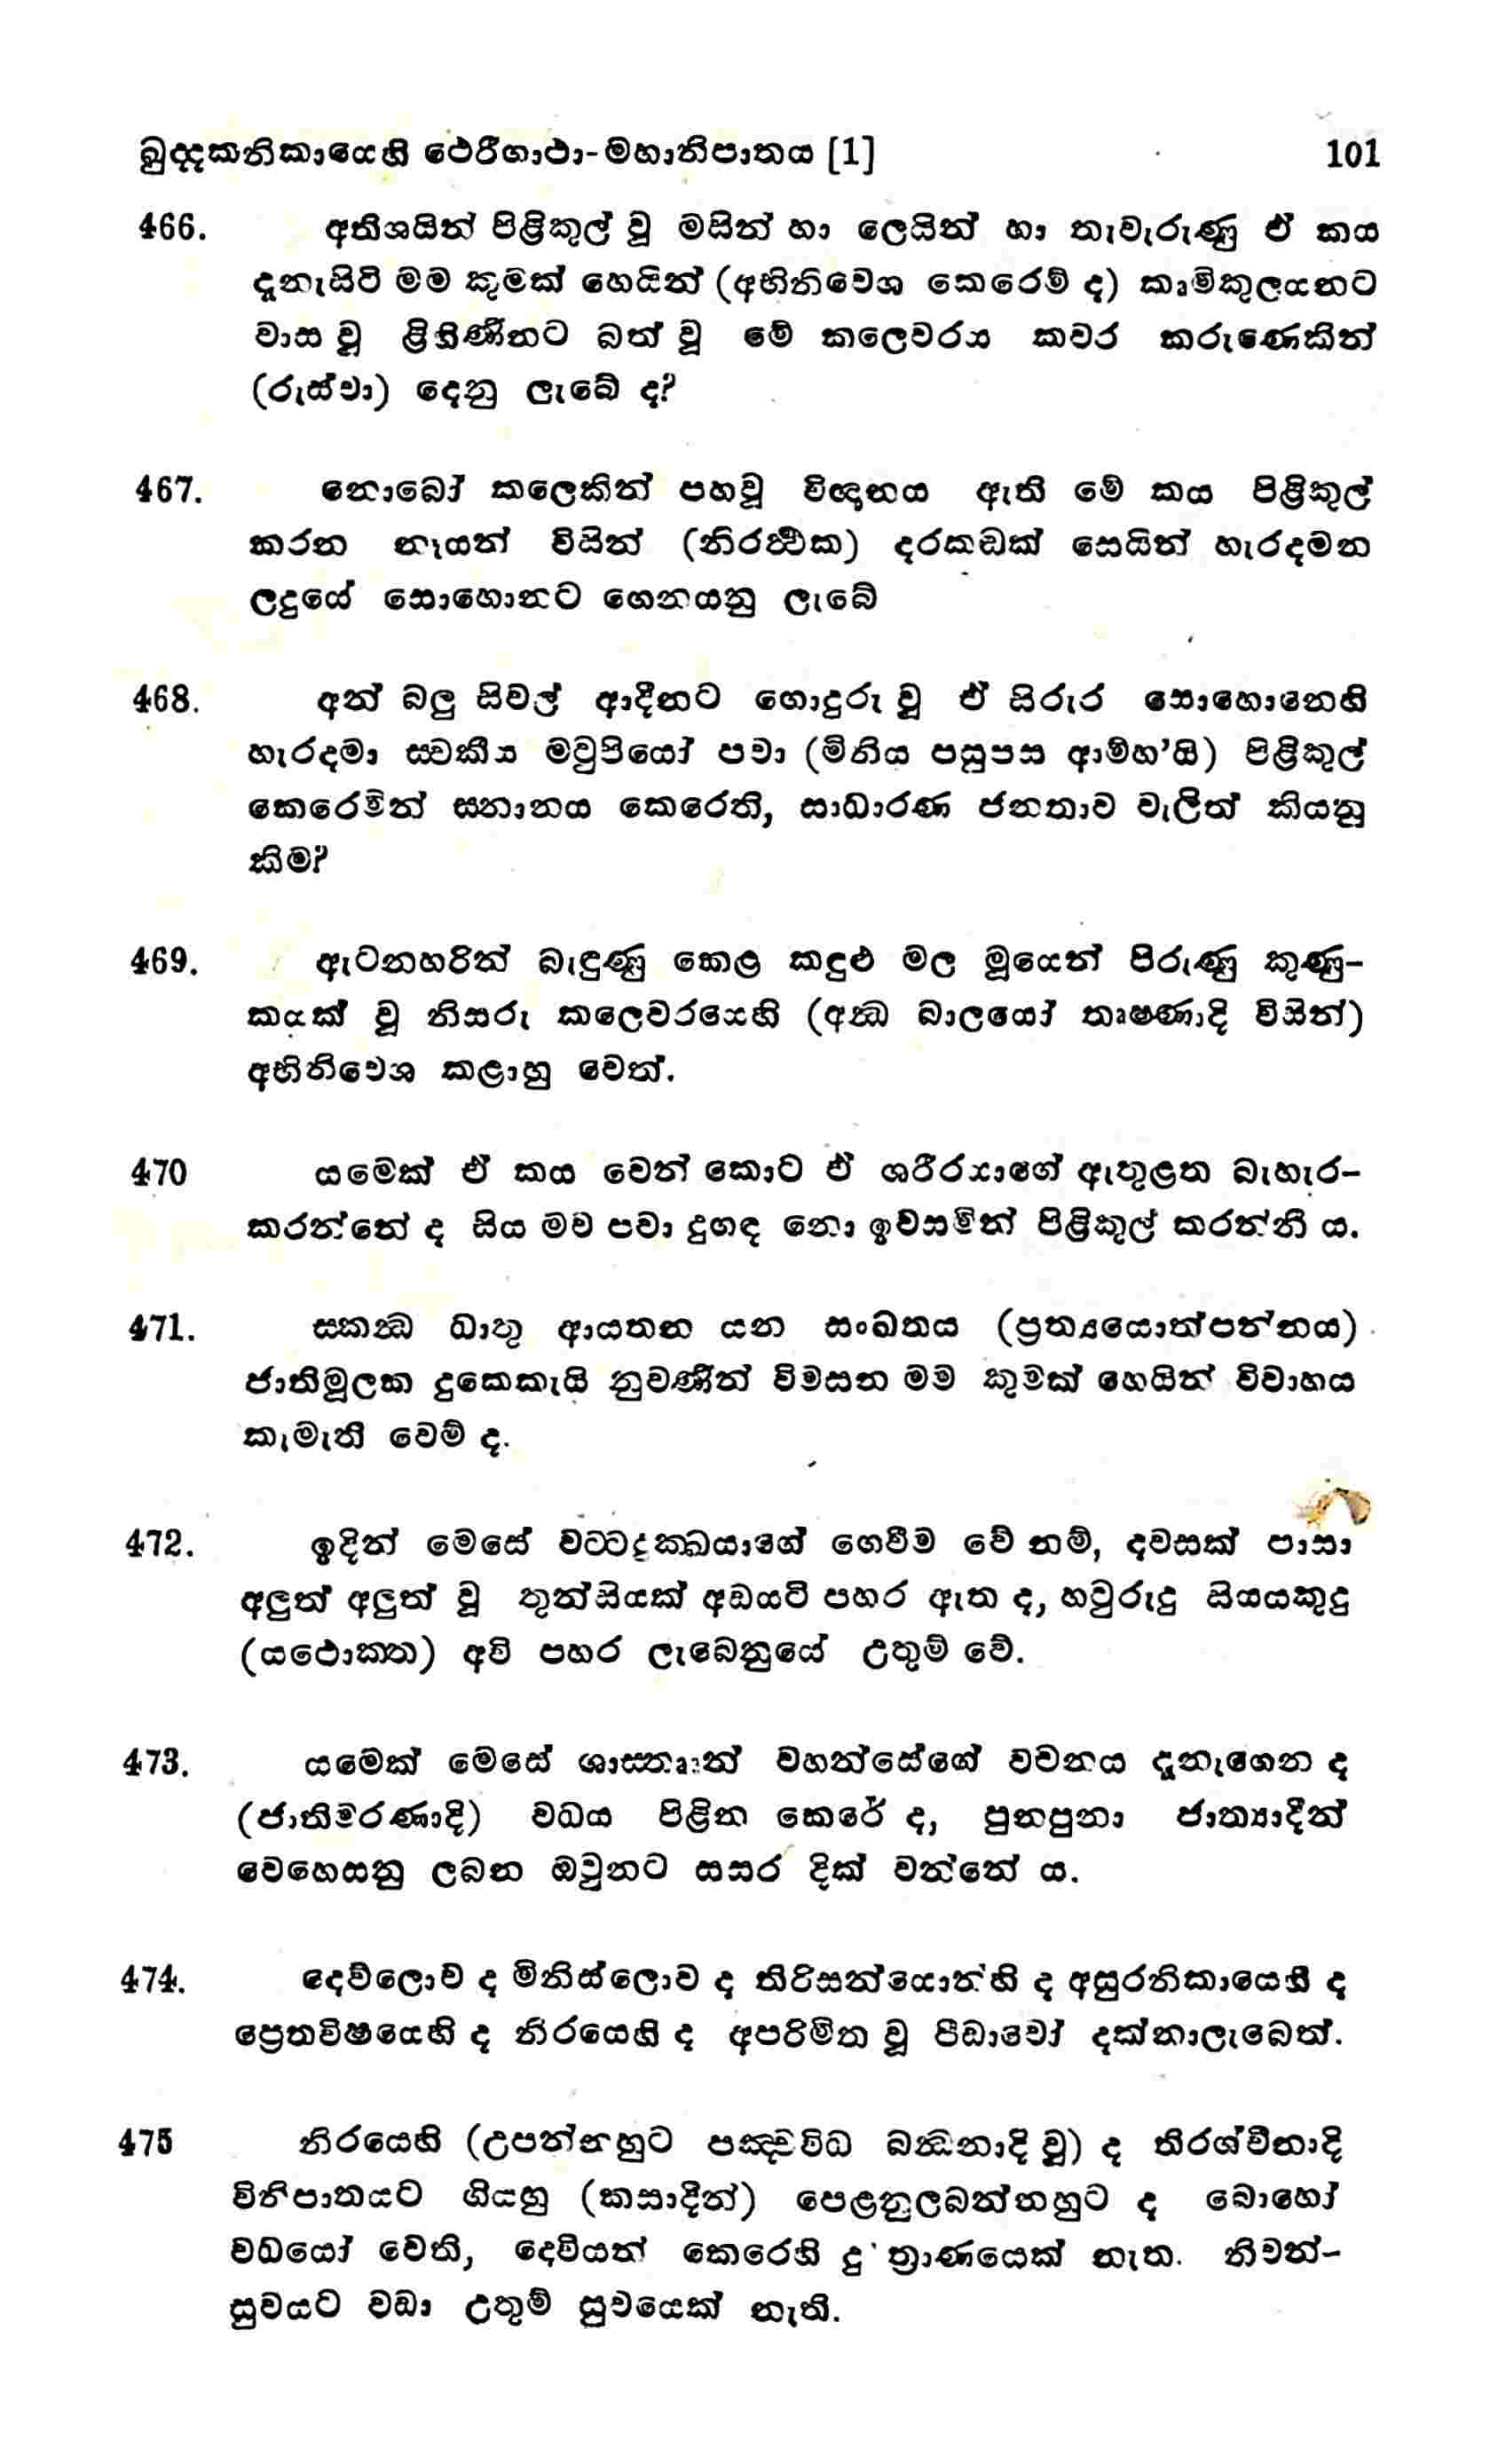 ඛුද්දකනිකායෙහි ථෙරීගාථා-මහානිපාතය [1] 101
466. අතිශයින් පිළිකුල් වූ මසින් හා ලෙයින් හා තැවැරුණු ඒ කය
දැනැසිටි මම කුමක් හෙයින් (අභිනිවෙශ කෙරෙම් ද) කෘමිකුලයනට
වාස වූ ළිහිණීනට බත් වූ මේ කලෙවරය කවර කරුණෙකින්
(රුස්වා) දෙනු ලැබේ ද?
467. නොබෝ කලෙකින් පහවූ විඥානය ඇති මේ කය පිළිකුල්
කරන නෑයන් විසින් (නිරර්‍ථක) දරකඩක් සෙයින් හැරදමන
ලදුයේ සොහොනට ගෙනයනු ලැබේ
468. අන් බලු සිවල් ආදීනට ගොදුරු වූ ඒ සිරුර සොහොනෙහි
හැරදමා ස්වකීය මවුපියෝ පවා (මිනිය පසුපස ආම්හ'යි) පිළිකුල්
කෙරෙමින් ස්නානය කෙරෙති, සාධාරණ ජනතාව වැලිත් කියනු
කිම?
469. ඇටනහරින් බැඳුණු කෙළ කඳුළු මල මූයෙන් පිරුණු කුණු-
කයක් වූ නිසරු කලෙවරයෙහි (අන්ධ බාලයෝ තෘෂ්ණාදි විසින්)
අභිනිවෙශ කළාහු වෙත්.
470 යමෙක් ඒ කය වෙන් කොට ඒ ශරීරයාගේ ඇතුළත බැහැර-
කරන්නේ ද සිය මව පවා දුගඳ නො ඉවසමින් පිළිකුල් කරන්නී ය.
471. ස්කන්ධ ධාතු ආයතන යන සංඛතය (ප්‍රත්‍යයොත්පන්නය)
ජාතිමූලක දුකෙකැයි නුවණින් විමසන මම කුමක් හෙයින් විවාහය
කැමැති වෙම් ද.
472. ඉදින් මෙසේ වට්ටදුක්ඛයාගේ ගෙවීම වේ නම්, දවසක් පාසා
අලුත් අලුත් වූ තුන්සියක් අඩයටි පහර ඇත ද, හවුරුදු සියයකුදු
(යථොක්ත) අවි පහර ලැබෙනුයේ උතුම් වේ.
473. යමෙක් මෙසේ ශාස්තෲන් වහන්සේගේ වචනය දැනැගෙන ද
(ජාතිමරණාදි) වධය පිළිත කෙරේ ද, පුනපුනා ජාත්‍යාදීන්
වෙහෙසනු ලබන ඔවුනට සසර දික් වන්නේ ය.
474. දෙව්ලොව ද මිනිස්ලොව ද තිරිසන්යොන්හි ද අසුරනිකායෙහි ද
ප්‍රෙතවිෂයෙහි ද නිරයෙහි ද අපරිමිත වූ පීඩාවෝ දක්නාලැබෙත්.
475 නිරයෙහි (උපන්නහුට පඤ්චවිධ බන්ධනාදි වූ) ද තිරශ්චීනාදි
විනිපාතයට ගියහු (කසාදීන්) පෙළනුලබන්නහුට ද බොහෝ
වධයෝ වෙති, දෙවියන් කෙරෙහි දු ත්‍රාණයෙක් නැත. නිවන්-
සුවයට වඩා උතුම් සුවයෙක් නැති.